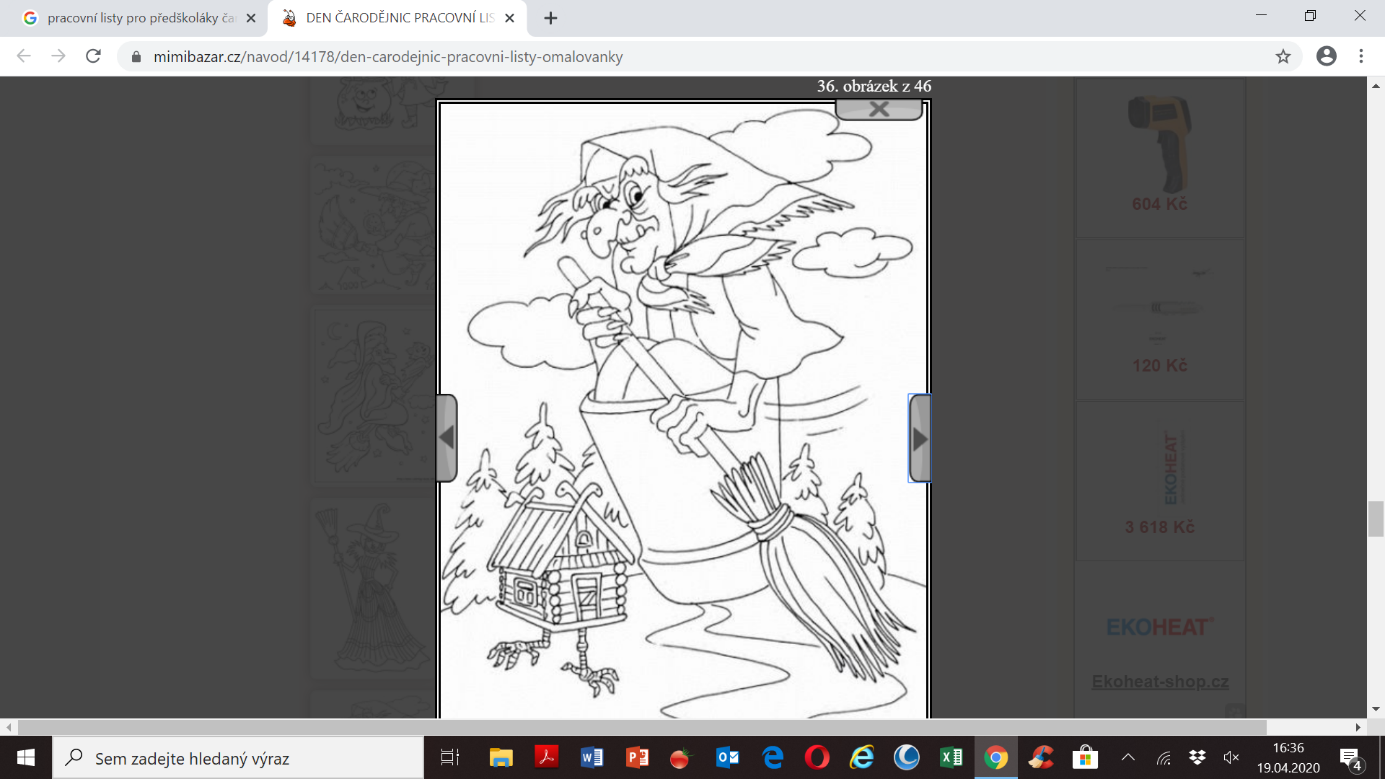 pracovní listy pro předškoláky ča
DEN ČARODĚJNIC PRACOVNÍ LIS
mimibazar.cz/navod/14178/den-carodejnic-pracovni-listy-omalovanky
36. obrázek z 46
604 Kč
120 Kč
EKOHEAT
3 618 Kč
EKOHEAT
Ekoheat-shop.cz
Sem zadejte hledaný výraz
16:36
19.04.2020
4